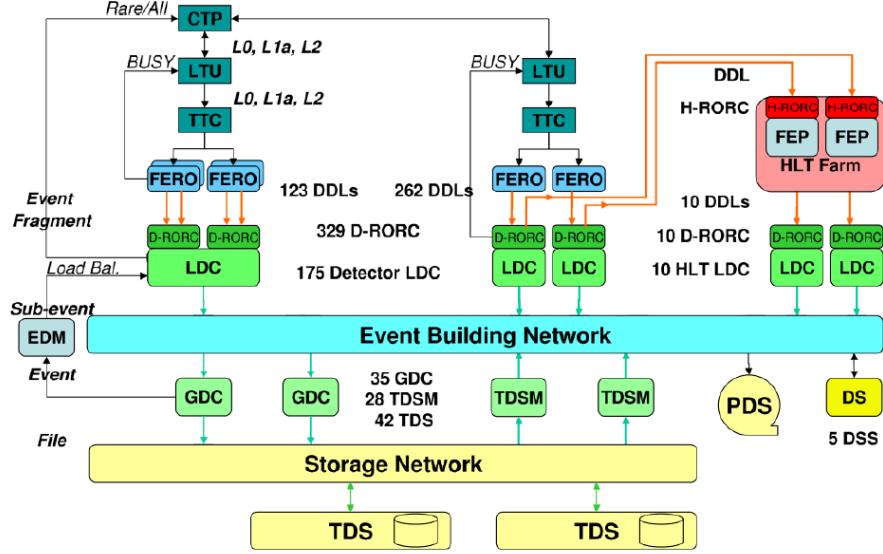 Rare/All
CTP
L0, L1a, L2
BUSY
LTU
BUSY
LTU
DDL
L0, L1a, L2
H-RORC
H-RORC
H-RORC
TTC
TTC
FEP
FEP
HLT Farm
FERO
FERO
123 DDLs
262 DDLs
FERO
FERO
Event
Fragment
10 DDLs
D-RORC
D-RORC
329 D-RORC
D-RORC
D-RORC
10 D-RORC
D-RORC
D-RORC
Load Bal.
LDC
175 Detector LDC
LDC
LDC
10 HLT LDC
LDC
LDC
Sub-event
EDM
Event Building Network
Event
GDC
GDC
35 GDC
28 TDSM
42 TDS
TDSM
TDSM
PDS
DS
5 DSS
File
Storage Network
TDS
TDS